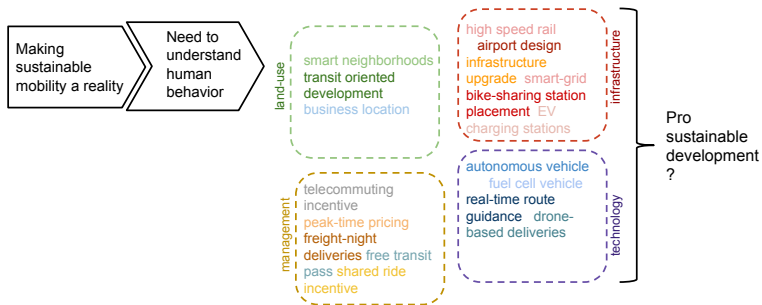 Making
sustainable
mobility a reality
Need to
understand
human
behavior
land-use
smart neighborhoods
transit oriented
development
business location
high speed rail
airport design
infrastructure
upgrade smart-grid
bike-sharing station
placement EV
charging stations
infrastructure
management
telecommuting
incentive
peak-time pricing
freight-night
deliveries free transit
pass shared ride
incentive
autonomous vehicle
fuel cell vehicle
real-time route
guidance drone-
based deliveries
technology
Pro
sustainable
development
?